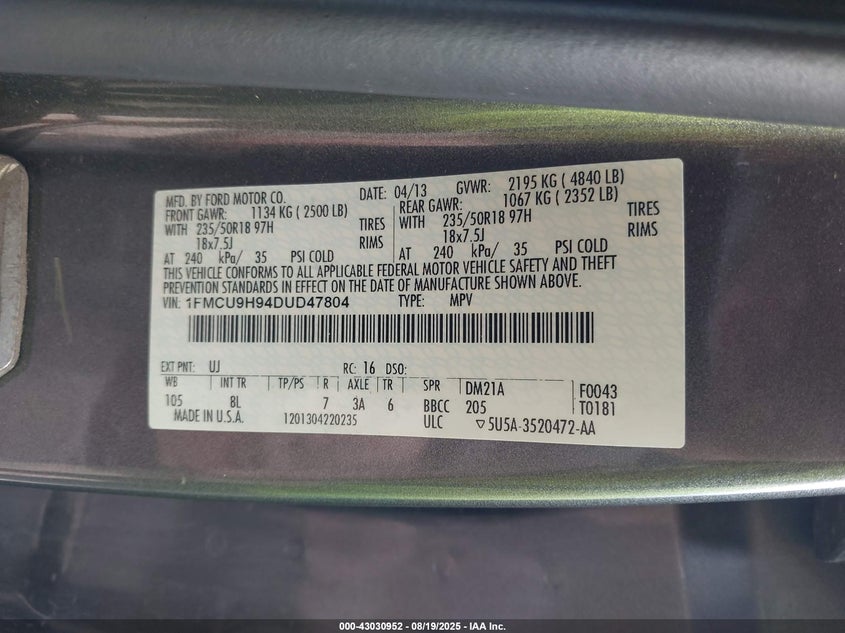 MFD. BY FORD MOTOR CO. DATE: 04/13 GVWR: 2195 KG ( 4840 LB)
FRONT GAWR: 1134 KG ( 2500 LB) REAR GAWR: 1067 KG ( 2352 LB)
WITH 235/50R18 97H TIRES WITH 235/50R18 97H TIRES
18x7.5J RIMS 18x7.5J RIMS
AT 240 kPa/ 35 PSI COLD AT 240 kPa/ 35 PSI COLD
THIS VEHICLE CONFORMS TO ALL APPLICABLE FEDERAL MOTOR VEHICLE SAFETY AND THEFT
PREVENTION STANDARDS IN EFFECT ON THE DATE OF MANUFACTURE SHOWN ABOVE.
VIN: 1FMCU9H94DUD47804 TYPE: MPV
EXT PNT: UJ RC: 16 DSO:
WB INT TR TP/PS R AXLE TR SPR DM21A F0043
105 8L 7 3A 6 BBCC 205 T0181
MADE IN U.S.A. 1201304220235 ULC ▽5U5A-3520472-AA
000-43030952 - 08/19/2025 - IAA Inc.